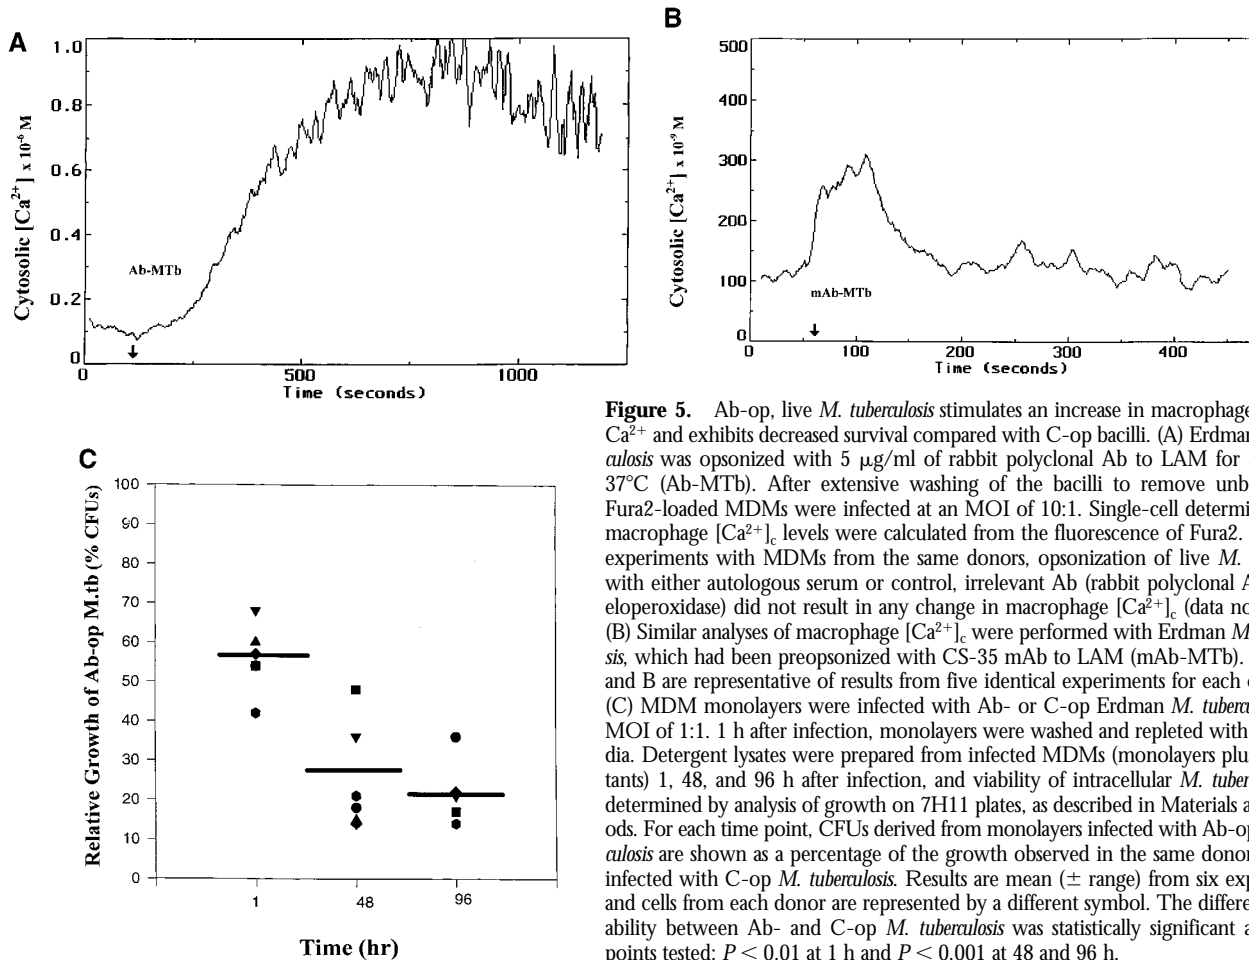 A
1.0
0.8
0.6
0.4
0.2
0
Cytosolic [Ca²⁺] x 10⁻⁶ M
Ab-MTb
0 500 1000
Time (seconds)
B
500
400
300
200
100
0
Cytosolic [Ca²⁺] x 10⁻⁹ M
mAb-MTb
0 100 200 300 400
Time (seconds)
C
100
90
80
70
60
50
40
30
20
10
0
Relative Growth of Ab-op M.tb (% CFUs)
1 48 96
Time (hr)
Figure 5. Ab-op, live M. tuberculosis stimulates an increase in macrophage
Ca²⁺ and exhibits decreased survival compared with C-op bacilli. (A) Erdman
culosis was opsonized with 5 μg/ml of rabbit polyclonal Ab to LAM for
37°C (Ab-MTb). After extensive washing of the bacilli to remove unb
Fura2-loaded MDMs were infected at an MOI of 10:1. Single-cell determi
macrophage [Ca²⁺]c levels were calculated from the fluorescence of Fura2.
experiments with MDMs from the same donors, opsonization of live M.
with either autologous serum or control, irrelevant Ab (rabbit polyclonal A
eloperoxidase) did not result in any change in macrophage [Ca²⁺]c (data no
(B) Similar analyses of macrophage [Ca²⁺]c were performed with Erdman M
sis, which had been preopsonized with CS-35 mAb to LAM (mAb-MTb).
and B are representative of results from five identical experiments for each
(C) MDM monolayers were infected with Ab- or C-op Erdman M. tuberc
MOI of 1:1. 1 h after infection, monolayers were washed and repleted with
dia. Detergent lysates were prepared from infected MDMs (monolayers plu
tants) 1, 48, and 96 h after infection, and viability of intracellular M. tuber
determined by analysis of growth on 7H11 plates, as described in Materials a
ods. For each time point, CFUs derived from monolayers infected with Ab-op
culosis are shown as a percentage of the growth observed in the same donor
infected with C-op M. tuberculosis. Results are mean (± range) from six exp
and cells from each donor are represented by a different symbol. The differe
ability between Ab- and C-op M. tuberculosis was statistically significant a
points tested: P < 0.01 at 1 h and P < 0.001 at 48 and 96 h.